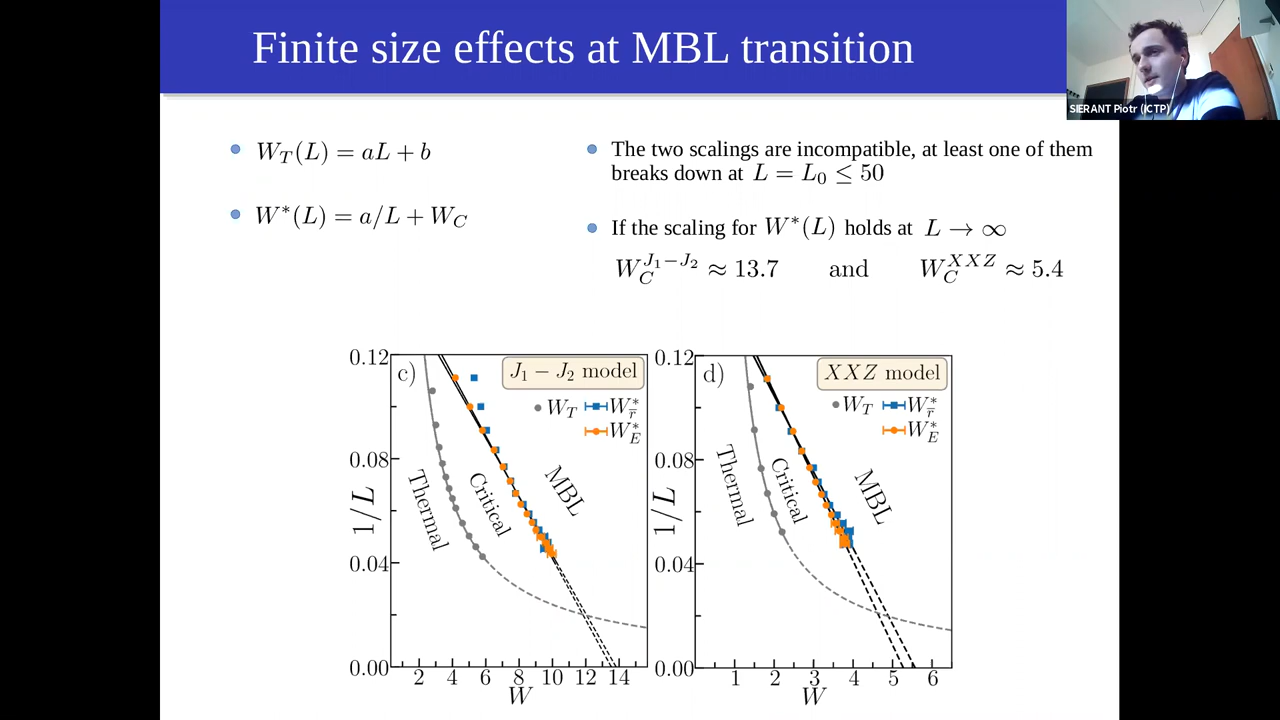 Finite size effects at MBL transition
SIERANT Piotr (ICTP)
W_T(L) = aL + b
W*(L) = a/L + W_C
The two scalings are incompatible, at least one of them
breaks down at L = L_0 ≤ 50
If the scaling for W*(L) holds at L → ∞
W_C^{J_1−J_2} ≈ 13.7 and W_C^{XXZ} ≈ 5.4
c)
J_1 − J_2 model
W_T W*_r̄
W*_E
Thermal
Critical
MBL
0.12
0.08
0.04
0.00
1/L
2 4 6 8 10 12 14
W
d)
XXZ model
W_T W*_r̄
W*_E
Thermal
Critical
MBL
0.12
0.08
0.04
0.00
1/L
1 2 3 4 5 6
W